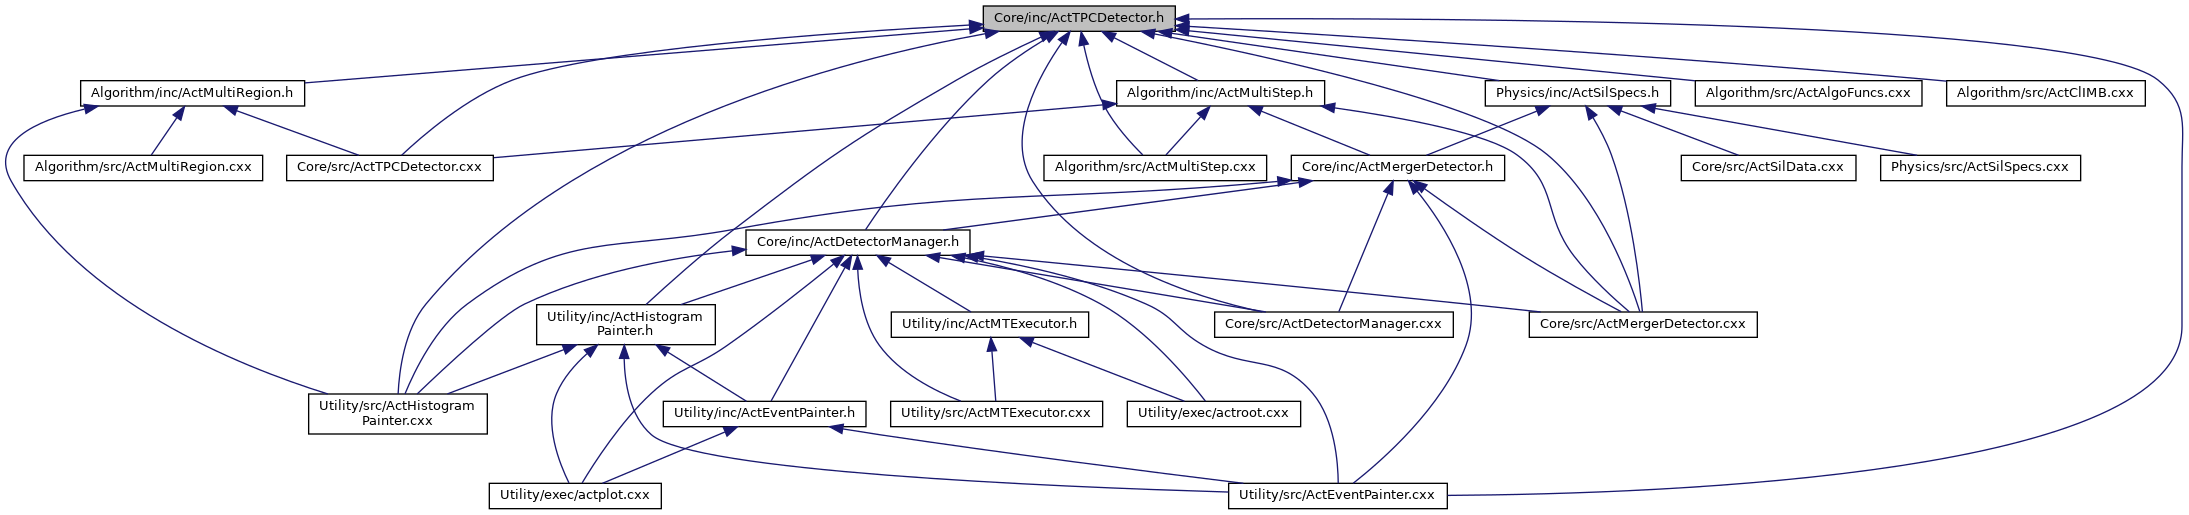 Core/inc/ActTPCDetector.h
Algorithm/inc/ActMultiRegion.h
Algorithm/inc/ActMultiStep.h
Physics/inc/ActSilSpecs.h
Algorithm/src/ActAlgoFuncs.cxx
Algorithm/src/ActClIMB.cxx
Algorithm/src/ActMultiRegion.cxx
Core/src/ActTPCDetector.cxx
Algorithm/src/ActMultiStep.cxx
Core/inc/ActMergerDetector.h
Core/src/ActSilData.cxx
Physics/src/ActSilSpecs.cxx
Core/inc/ActDetectorManager.h
Utility/inc/ActHistogram
Painter.h
Utility/inc/ActMTExecutor.h
Core/src/ActDetectorManager.cxx
Core/src/ActMergerDetector.cxx
Utility/src/ActHistogram
Painter.cxx
Utility/inc/ActEventPainter.h
Utility/src/ActMTExecutor.cxx
Utility/exec/actroot.cxx
Utility/exec/actplot.cxx
Utility/src/ActEventPainter.cxx